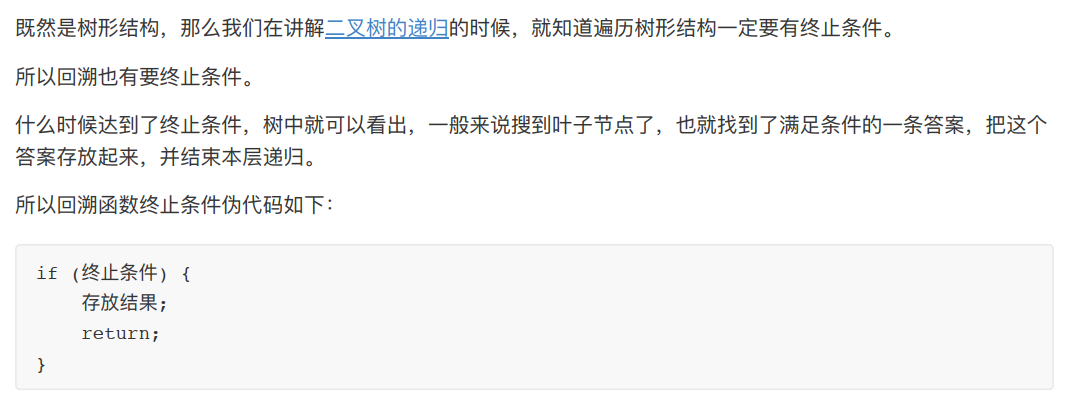 既然是树形结构，那么我们在讲解二叉树的递归的时候，就知道遍历树形结构一定要有终止条件。
所以回溯也有要终止条件。
什么时候达到了终止条件，树中就可以看出，一般来说搜到叶子节点了，也就找到了满足条件的一条答案，把这个
答案存放起来，并结束本层递归。
所以回溯函数终止条件伪代码如下：
if (终止条件) {
    存放结果;
    return;
}